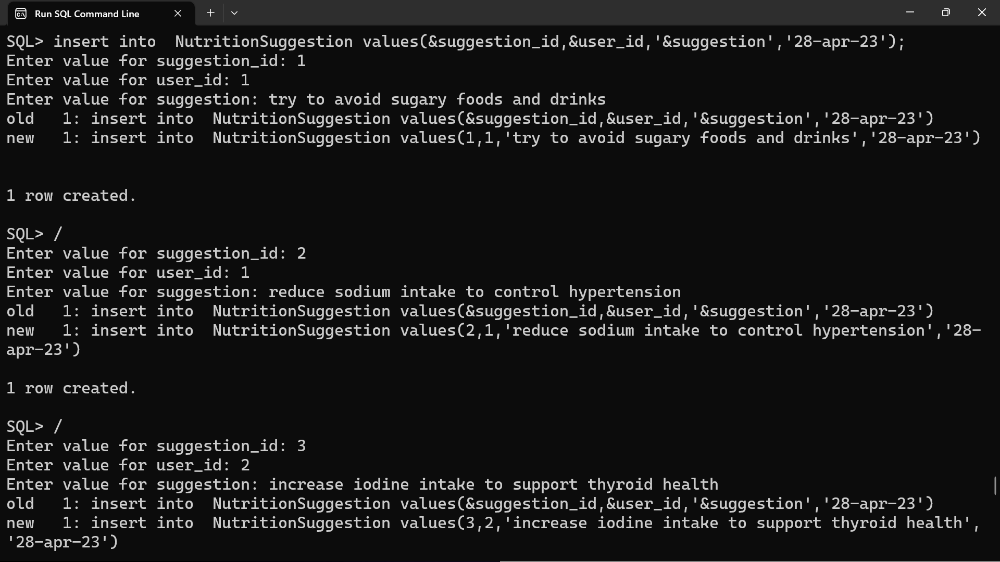 Run SQL Command Line
SQL> insert into  NutritionSuggestion values(&suggestion_id,&user_id,'&suggestion','28-apr-23');
Enter value for suggestion_id: 1
Enter value for user_id: 1
Enter value for suggestion: try to avoid sugary foods and drinks
old   1: insert into  NutritionSuggestion values(&suggestion_id,&user_id,'&suggestion','28-apr-23')
new   1: insert into  NutritionSuggestion values(1,1,'try to avoid sugary foods and drinks','28-apr-23')
1 row created.
SQL> /
Enter value for suggestion_id: 2
Enter value for user_id: 1
Enter value for suggestion: reduce sodium intake to control hypertension
old   1: insert into  NutritionSuggestion values(&suggestion_id,&user_id,'&suggestion','28-apr-23')
new   1: insert into  NutritionSuggestion values(2,1,'reduce sodium intake to control hypertension','28-
apr-23')
1 row created.
SQL> /
Enter value for suggestion_id: 3
Enter value for user_id: 2
Enter value for suggestion: increase iodine intake to support thyroid health
old   1: insert into  NutritionSuggestion values(&suggestion_id,&user_id,'&suggestion','28-apr-23')
new   1: insert into  NutritionSuggestion values(3,2,'increase iodine intake to support thyroid health',
'28-apr-23')